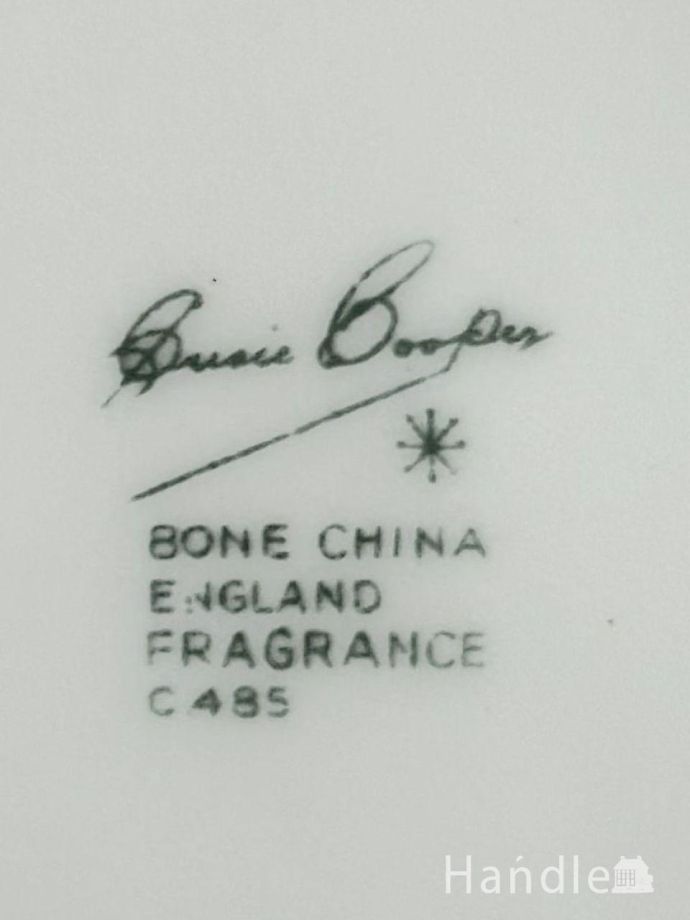 Susie Cooper
BONE CHINA
ENGLAND
FRAGRANCE
C 485
Handle